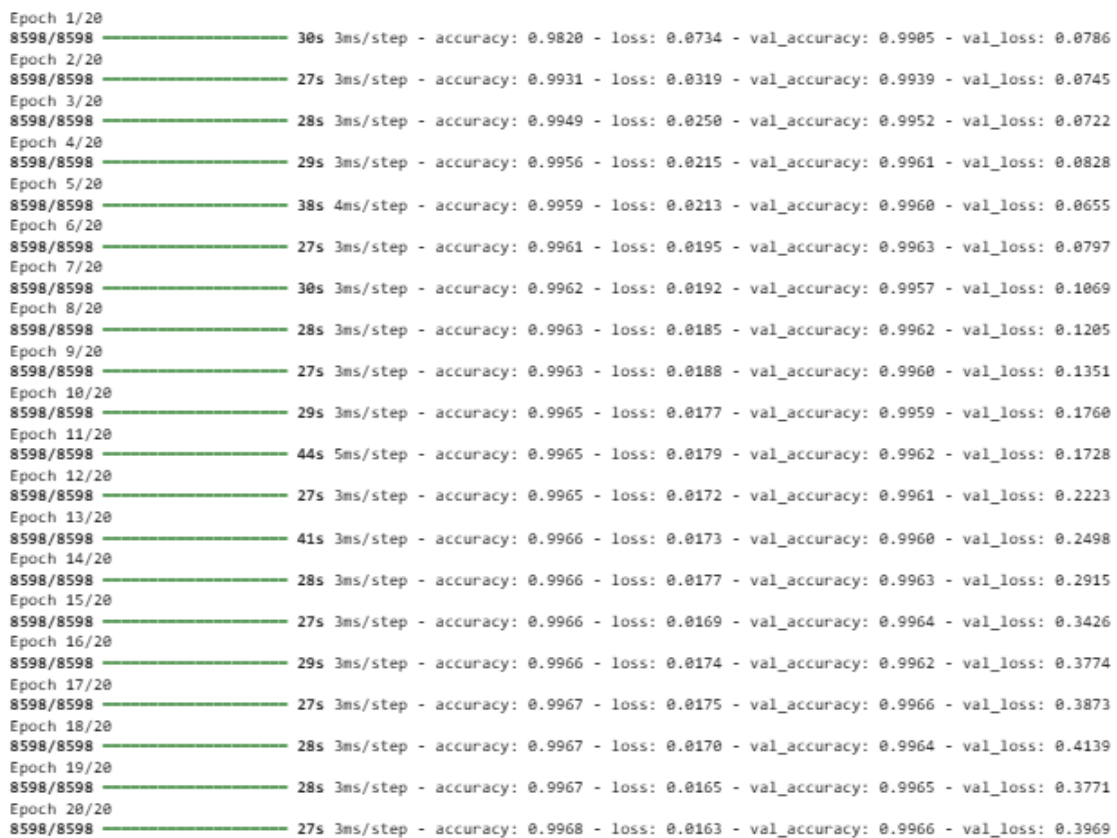 Epoch 1/20
8598/8598 ━━━━━━━━━━━━━━━━━━━━ 30s 3ms/step - accuracy: 0.9820 - loss: 0.0734 - val_accuracy: 0.9905 - val_loss: 0.0786
Epoch 2/20
8598/8598 ━━━━━━━━━━━━━━━━━━━━ 27s 3ms/step - accuracy: 0.9931 - loss: 0.0319 - val_accuracy: 0.9939 - val_loss: 0.0745
Epoch 3/20
8598/8598 ━━━━━━━━━━━━━━━━━━━━ 28s 3ms/step - accuracy: 0.9949 - loss: 0.0250 - val_accuracy: 0.9952 - val_loss: 0.0722
Epoch 4/20
8598/8598 ━━━━━━━━━━━━━━━━━━━━ 29s 3ms/step - accuracy: 0.9956 - loss: 0.0215 - val_accuracy: 0.9961 - val_loss: 0.0828
Epoch 5/20
8598/8598 ━━━━━━━━━━━━━━━━━━━━ 38s 4ms/step - accuracy: 0.9959 - loss: 0.0213 - val_accuracy: 0.9960 - val_loss: 0.0655
Epoch 6/20
8598/8598 ━━━━━━━━━━━━━━━━━━━━ 27s 3ms/step - accuracy: 0.9961 - loss: 0.0195 - val_accuracy: 0.9963 - val_loss: 0.0797
Epoch 7/20
8598/8598 ━━━━━━━━━━━━━━━━━━━━ 30s 3ms/step - accuracy: 0.9962 - loss: 0.0192 - val_accuracy: 0.9957 - val_loss: 0.1069
Epoch 8/20
8598/8598 ━━━━━━━━━━━━━━━━━━━━ 28s 3ms/step - accuracy: 0.9963 - loss: 0.0185 - val_accuracy: 0.9962 - val_loss: 0.1205
Epoch 9/20
8598/8598 ━━━━━━━━━━━━━━━━━━━━ 27s 3ms/step - accuracy: 0.9963 - loss: 0.0188 - val_accuracy: 0.9960 - val_loss: 0.1351
Epoch 10/20
8598/8598 ━━━━━━━━━━━━━━━━━━━━ 29s 3ms/step - accuracy: 0.9965 - loss: 0.0177 - val_accuracy: 0.9959 - val_loss: 0.1760
Epoch 11/20
8598/8598 ━━━━━━━━━━━━━━━━━━━━ 44s 5ms/step - accuracy: 0.9965 - loss: 0.0179 - val_accuracy: 0.9962 - val_loss: 0.1728
Epoch 12/20
8598/8598 ━━━━━━━━━━━━━━━━━━━━ 27s 3ms/step - accuracy: 0.9965 - loss: 0.0172 - val_accuracy: 0.9961 - val_loss: 0.2223
Epoch 13/20
8598/8598 ━━━━━━━━━━━━━━━━━━━━ 41s 3ms/step - accuracy: 0.9966 - loss: 0.0173 - val_accuracy: 0.9960 - val_loss: 0.2498
Epoch 14/20
8598/8598 ━━━━━━━━━━━━━━━━━━━━ 28s 3ms/step - accuracy: 0.9966 - loss: 0.0177 - val_accuracy: 0.9963 - val_loss: 0.2915
Epoch 15/20
8598/8598 ━━━━━━━━━━━━━━━━━━━━ 27s 3ms/step - accuracy: 0.9966 - loss: 0.0169 - val_accuracy: 0.9964 - val_loss: 0.3426
Epoch 16/20
8598/8598 ━━━━━━━━━━━━━━━━━━━━ 29s 3ms/step - accuracy: 0.9966 - loss: 0.0174 - val_accuracy: 0.9962 - val_loss: 0.3774
Epoch 17/20
8598/8598 ━━━━━━━━━━━━━━━━━━━━ 27s 3ms/step - accuracy: 0.9967 - loss: 0.0175 - val_accuracy: 0.9966 - val_loss: 0.3873
Epoch 18/20
8598/8598 ━━━━━━━━━━━━━━━━━━━━ 28s 3ms/step - accuracy: 0.9967 - loss: 0.0170 - val_accuracy: 0.9964 - val_loss: 0.4139
Epoch 19/20
8598/8598 ━━━━━━━━━━━━━━━━━━━━ 28s 3ms/step - accuracy: 0.9967 - loss: 0.0165 - val_accuracy: 0.9965 - val_loss: 0.3771
Epoch 20/20
8598/8598 ━━━━━━━━━━━━━━━━━━━━ 27s 3ms/step - accuracy: 0.9968 - loss: 0.0163 - val_accuracy: 0.9966 - val_loss: 0.3969